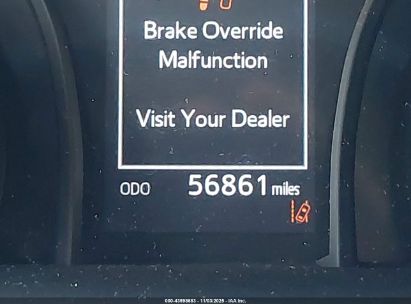 Brake Override
Malfunction
Visit Your Dealer
ODO 56861 miles